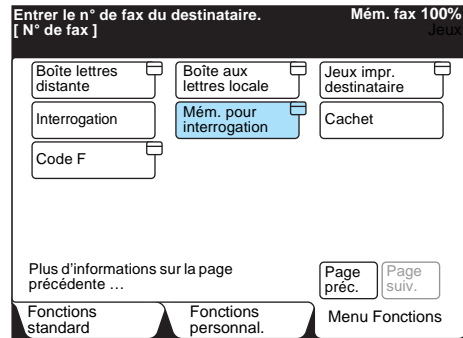 Entrer le n° de fax du destinataire. Mém. fax 100%
[ N° de fax ] Jeux
Boîte lettres
distante
Boîte aux
lettres locale
Jeux impr.
destinataire
Interrogation
Mém. pour
interrogation
Cachet
Code F
Plus d’informations sur la page
précédente …
Page
préc.
Page
suiv.
Fonctions
standard
Fonctions
personnal.
Menu Fonctions